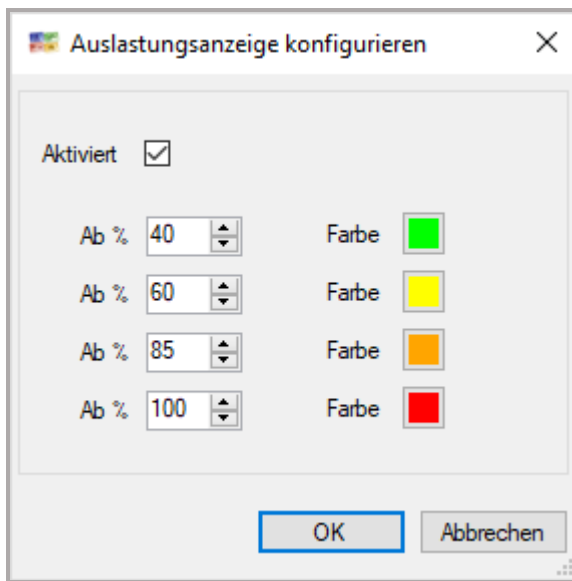 Auslastungsanzeige konfigurieren
Aktiviert
Ab % 40 Farbe
Ab % 60 Farbe
Ab % 85 Farbe
Ab % 100 Farbe
OK Abbrechen